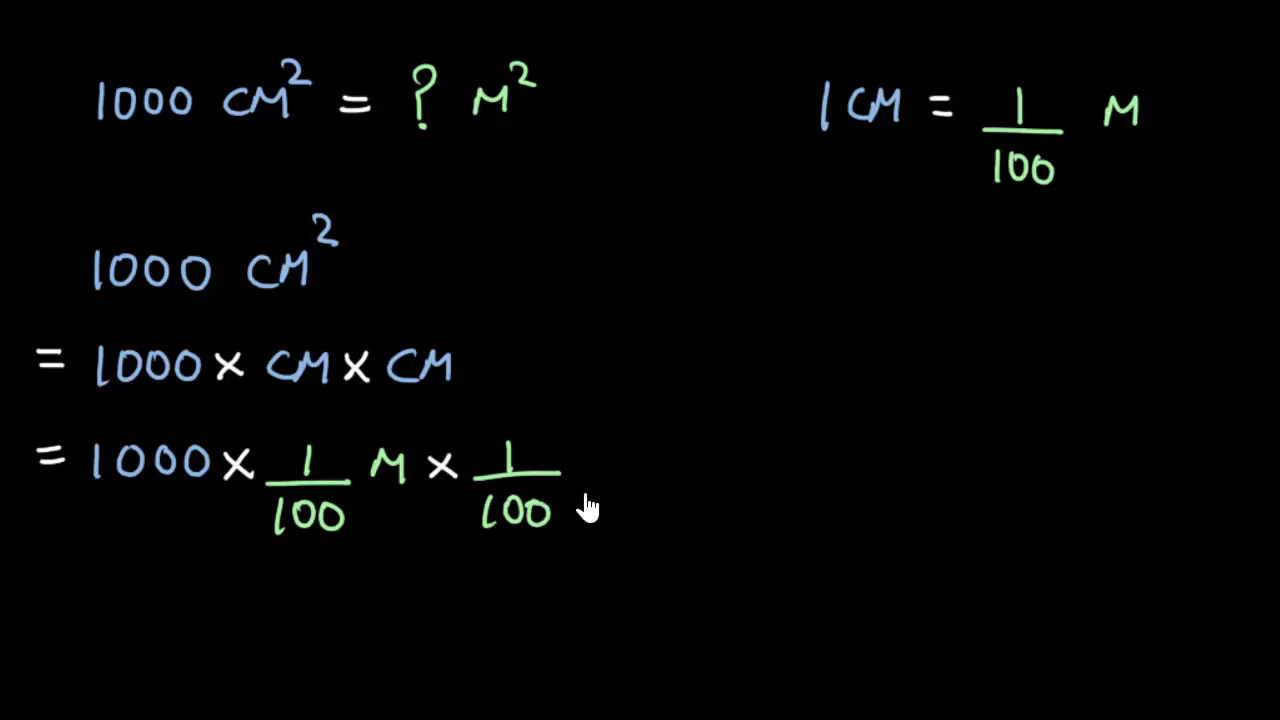 1000 CM² = ? M²
1 CM = 1/100 M
1000 CM²
= 1000 × CM × CM
= 1000 × 1/100 M × 1/100